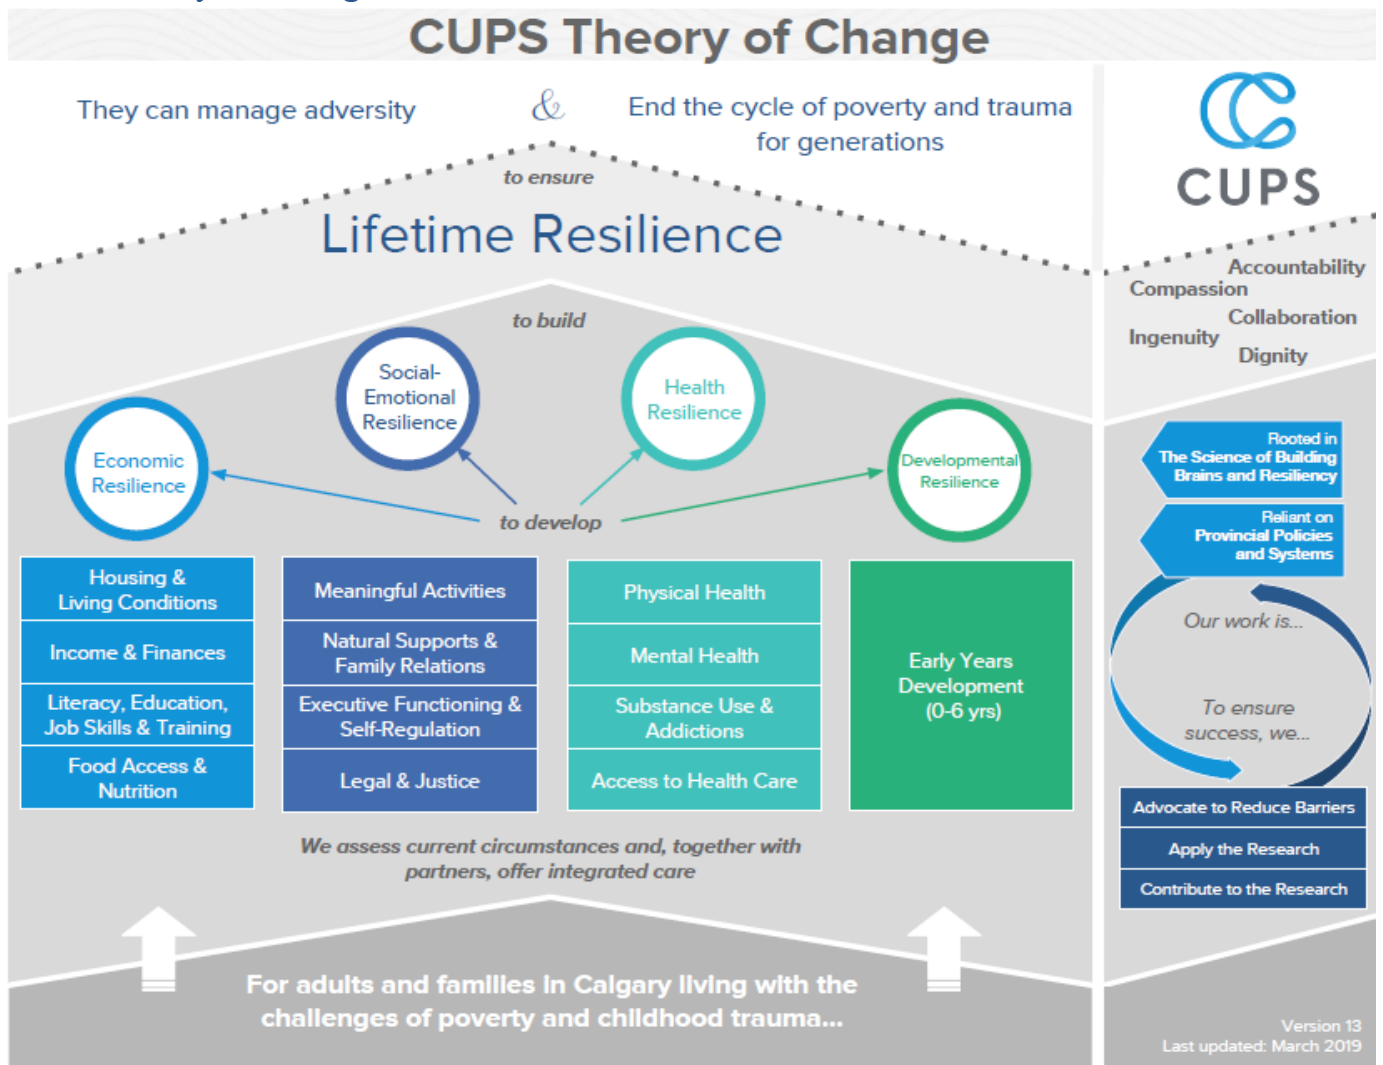 CUPS Theory of Change
They can manage adversity
&
End the cycle of poverty and trauma
for generations
to ensure
Lifetime Resilience
to build
Social-
Emotional
Resilience
Health
Resilience
Economic
Resilience
Developmental
Resilience
to develop
Housing &
Living Conditions
Income & Finances
Literacy, Education,
Job Skills & Training
Food Access &
Nutrition
Meaningful Activities
Natural Supports &
Family Relations
Executive Functioning &
Self-Regulation
Legal & Justice
Physical Health
Mental Health
Substance Use &
Addictions
Access to Health Care
Early Years
Development
(0-6 yrs)
We assess current circumstances and, together with
partners, offer integrated care
For adults and families in Calgary living with the
challenges of poverty and childhood trauma...
CUPS
Accountability
Compassion
Collaboration
Ingenuity
Dignity
Rooted in
The Science of Building
Brains and Resiliency
Reliant on
Provincial Policies
and Systems
Our work is...
To ensure
success, we...
Advocate to Reduce Barriers
Apply the Research
Contribute to the Research
Version 13
Last updated: March 2019